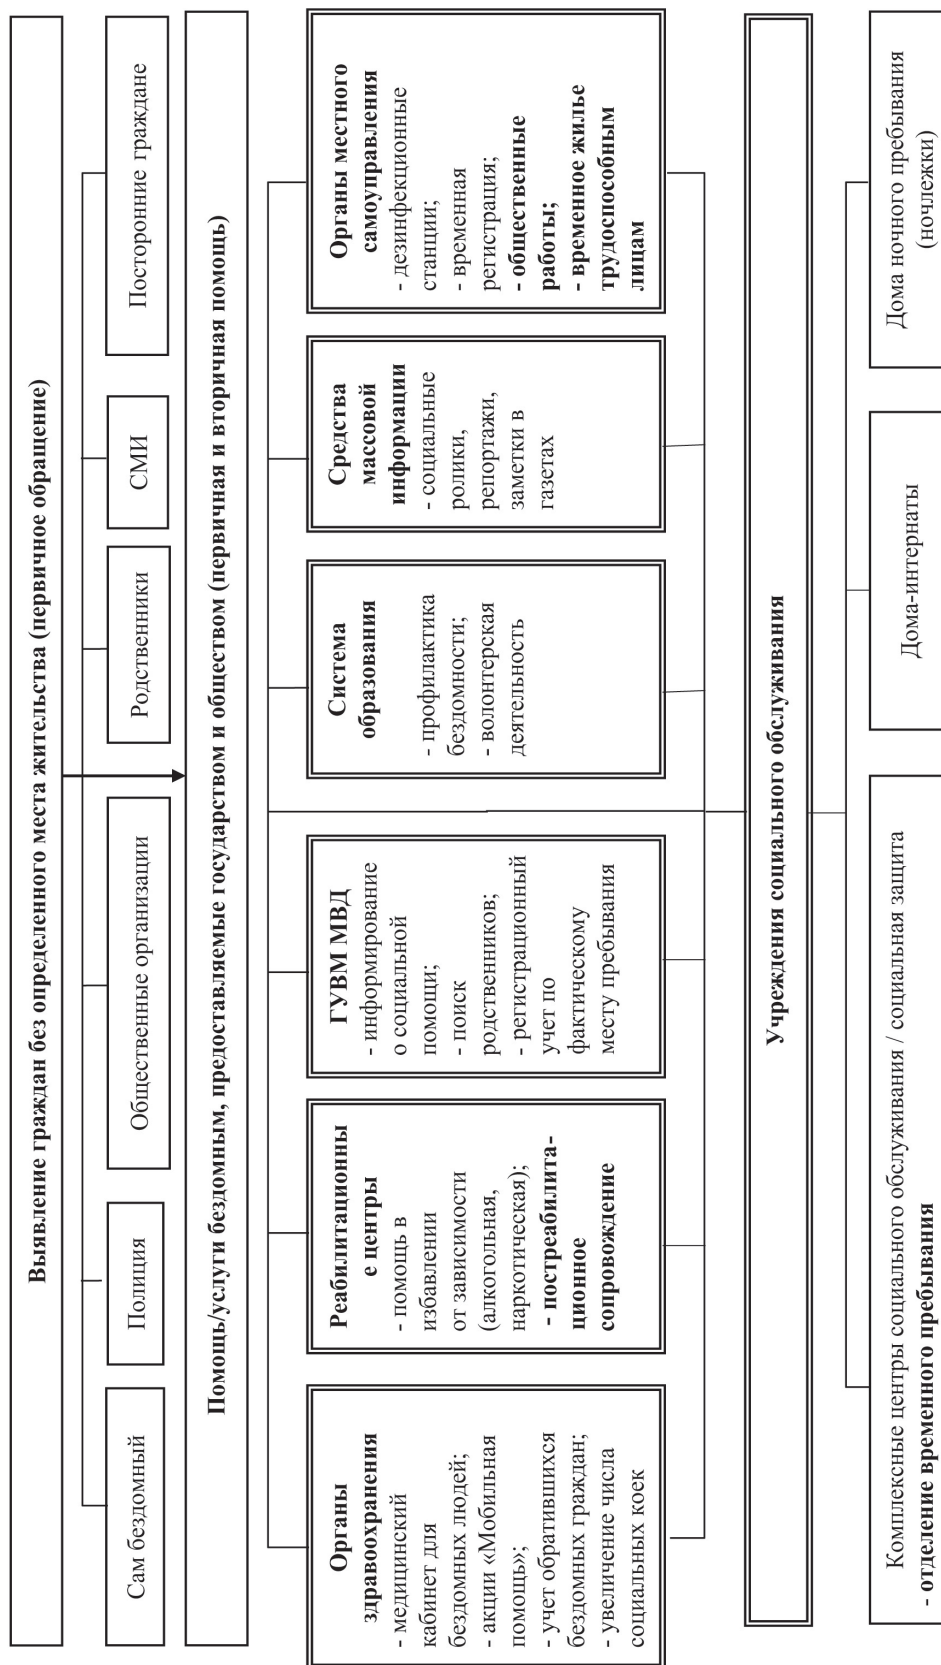 Выявление граждан без определенного места жительства (первичное обращение)
Сам бездомный
Полиция
Общественные организации
Родственники
СМИ
Посторонние граждане
Помощь/услуги бездомным, предоставляемые государством и обществом (первичная и вторичная помощь)
Органы
здравоохранения
- медицинский
кабинет для
бездомных людей;
- акции «Мобильная
помощь»;
- учет обратившихся
бездомных граждан;
- увеличение числа
социальных коек
Реабилитационны
е центры
- помощь в
избавлении
от зависимости
(алкогольная,
наркотическая);
- постреабилита-
ционное
сопровождение
ГУВМ МВД
- информирование
о социальной
помощи;
- поиск
родственников;
- регистрационный
учет по
фактическому
месту пребывания
Система
образования
- профилактика
бездомности;
- волонтерская
деятельность
Средства
массовой
информации
- социальные
ролики,
репортажи,
заметки в
газетах
Органы местного
самоуправления
- дезинфекционные
станции;
- временная
регистрация;
- общественные
работы;
- временное жилье
трудоспособным
лицам
Учреждения социального обслуживания
Комплексные центры социального обслуживания / социальная защита
- отделение временного пребывания
Дома-интернаты
Дома ночного пребывания
(ночлежки)